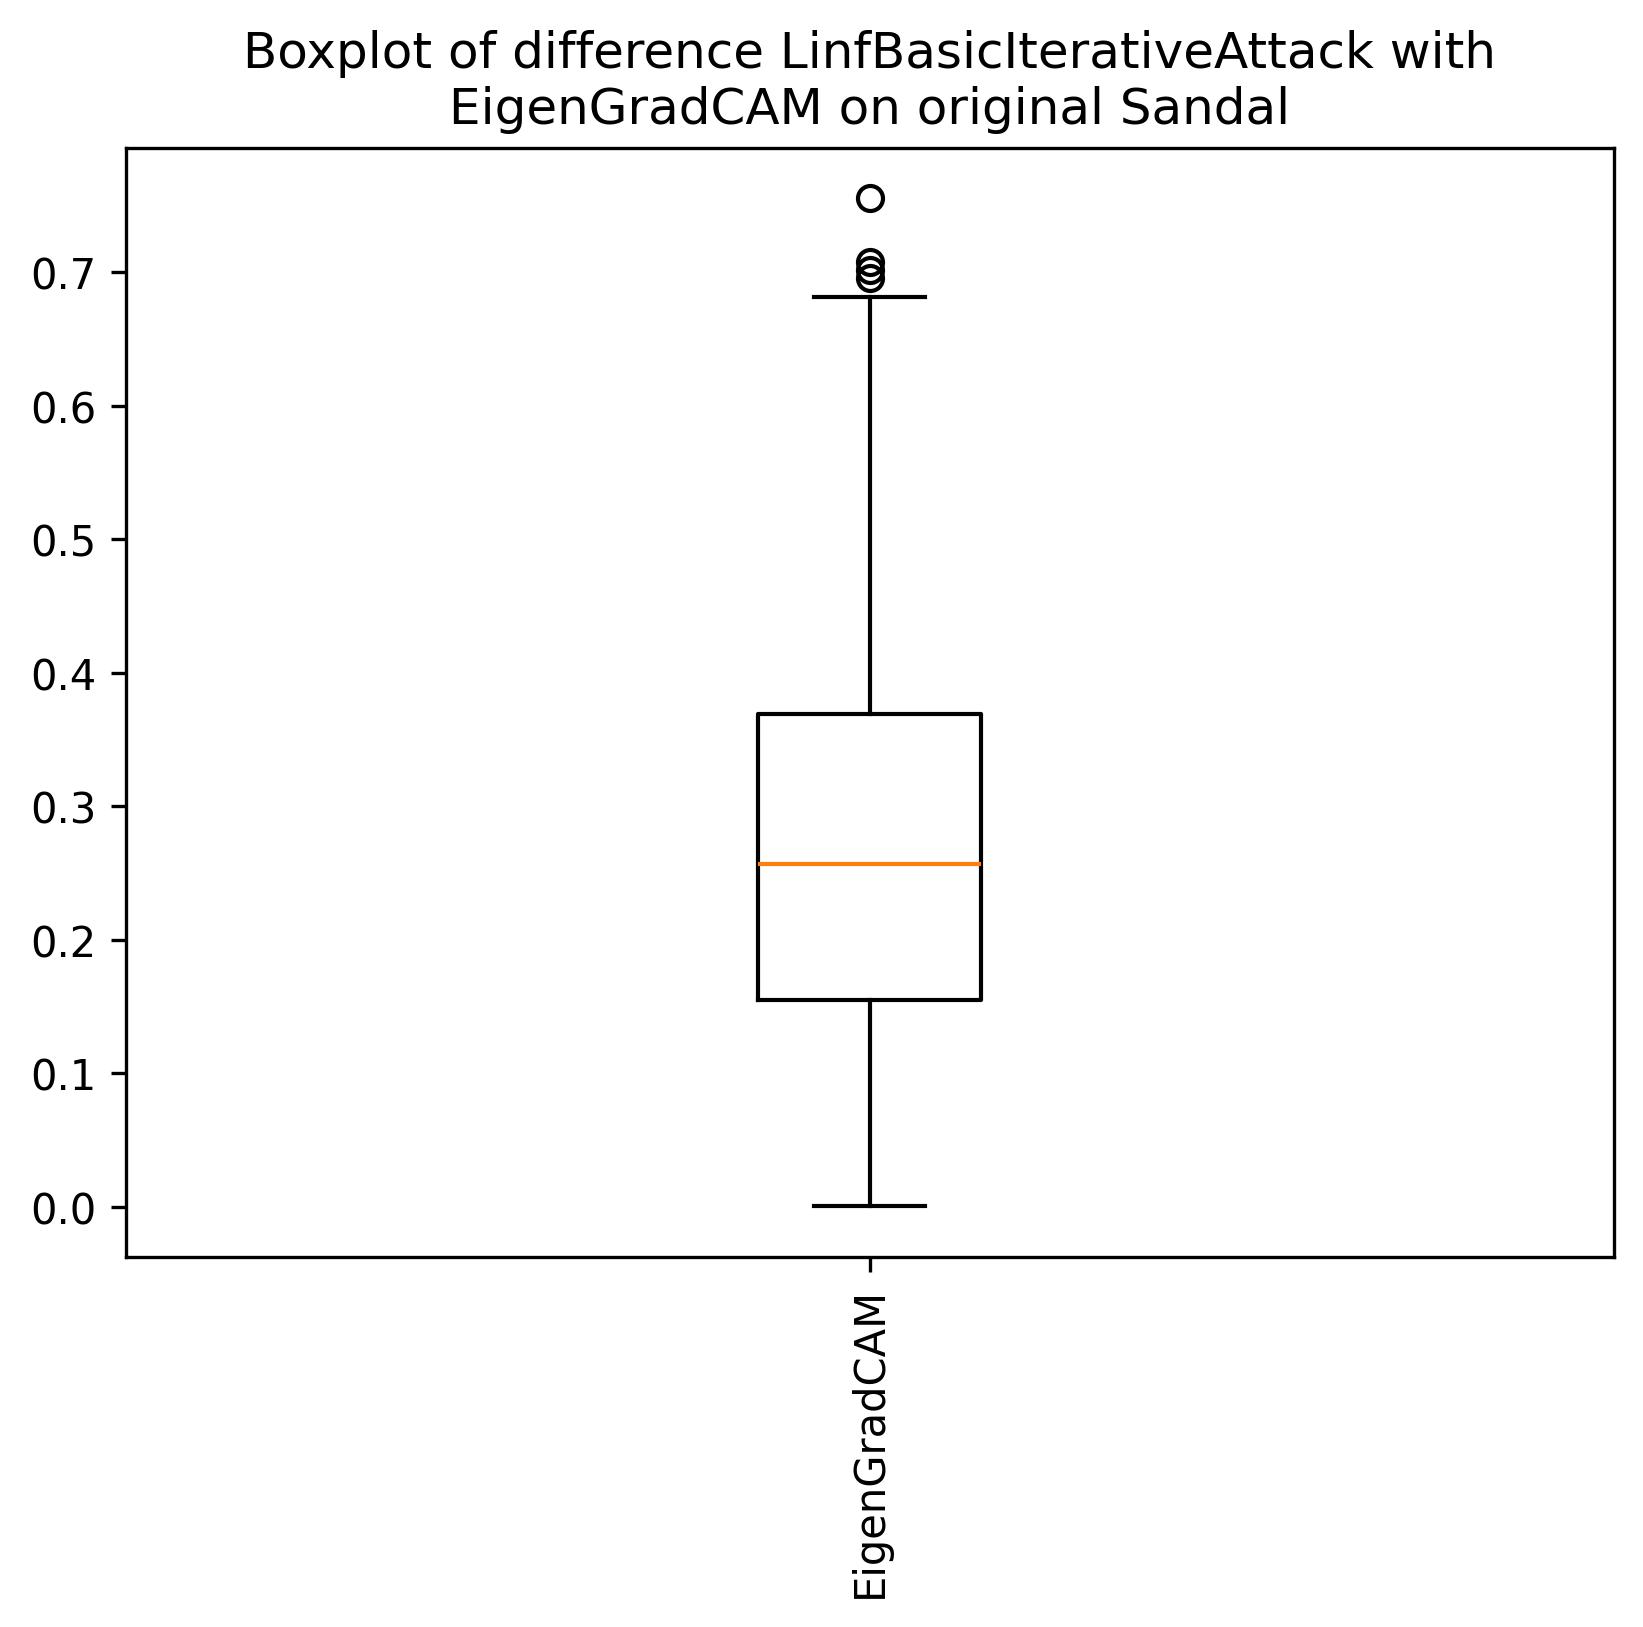 Boxplot of difference LinfBasicIterativeAttack with
EigenGradCAM on original Sandal
0.7
0.6
0.5
0.4
0.3
0.2
0.1
0.0
EigenGradCAM